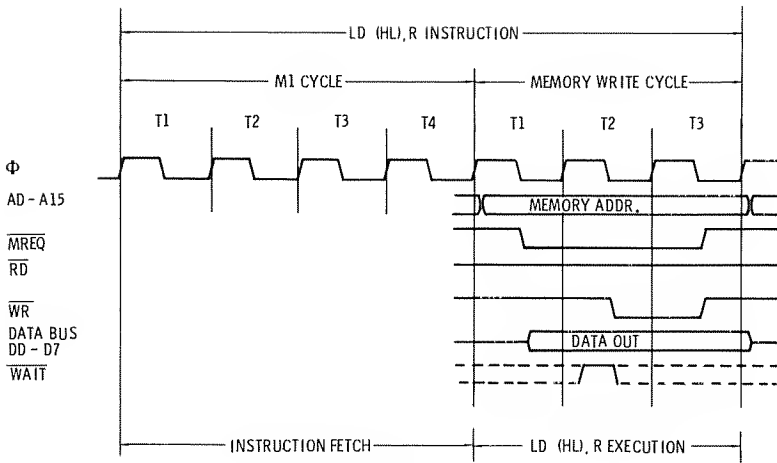 LD (HL), R INSTRUCTION
M1 CYCLE MEMORY WRITE CYCLE
T1 T2 T3 T4 T1 T2 T3
Φ
AD - A15 MEMORY ADDR.
MREQ
RD
WR
DATA BUS
DD - D7 DATA OUT
WAIT
INSTRUCTION FETCH LD (HL), R EXECUTION